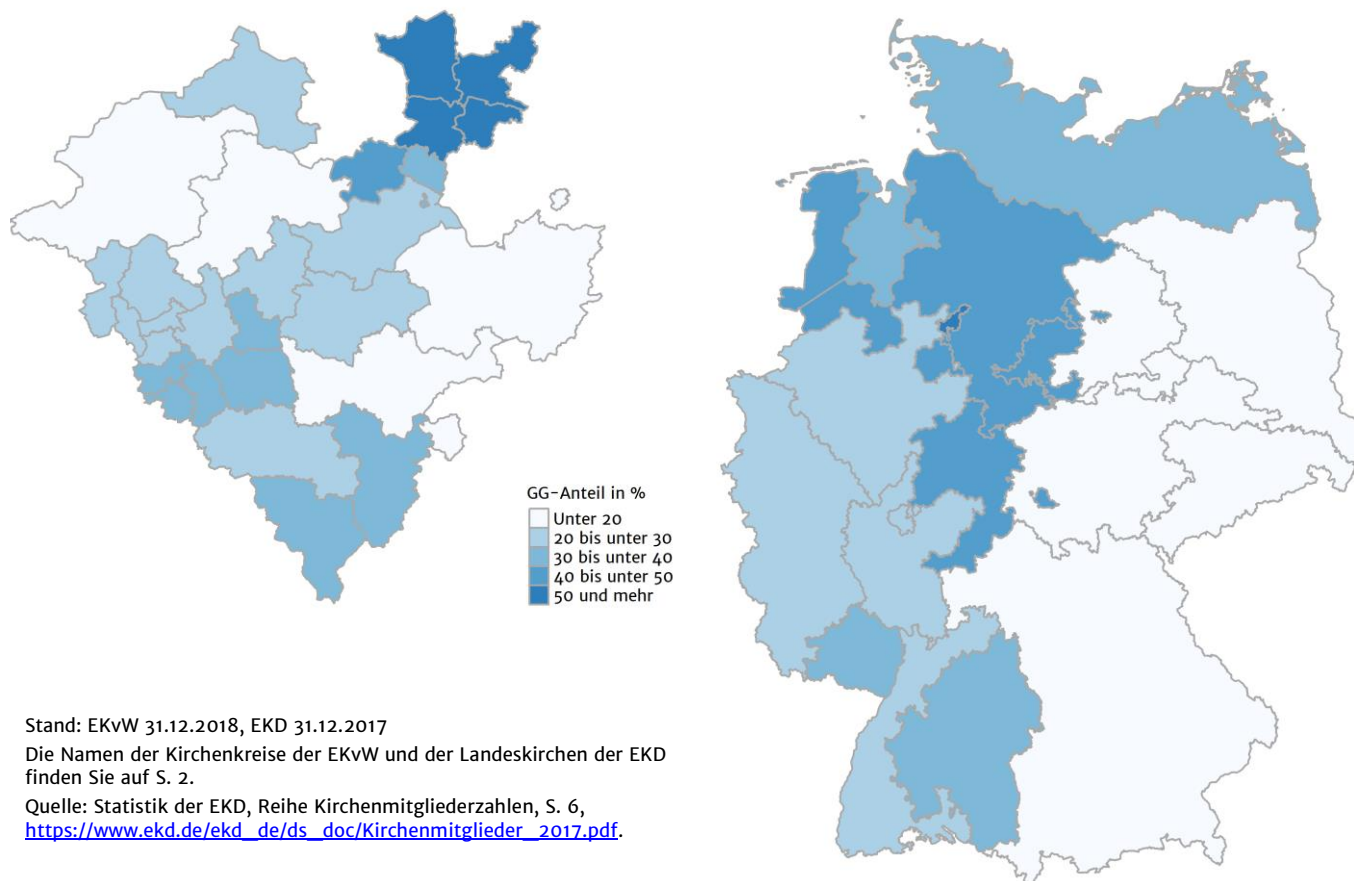 GG-Anteil in %
Unter 20
20 bis unter 30
30 bis unter 40
40 bis unter 50
50 und mehr
Stand: EKvW 31.12.2018, EKD 31.12.2017
Die Namen der Kirchenkreise der EKvW und der Landeskirchen der EKD
finden Sie auf S. 2.
Quelle: Statistik der EKD, Reihe Kirchenmitgliederzahlen, S. 6,
https://www.ekd.de/ekd_de/ds_doc/Kirchenmitglieder_2017.pdf.